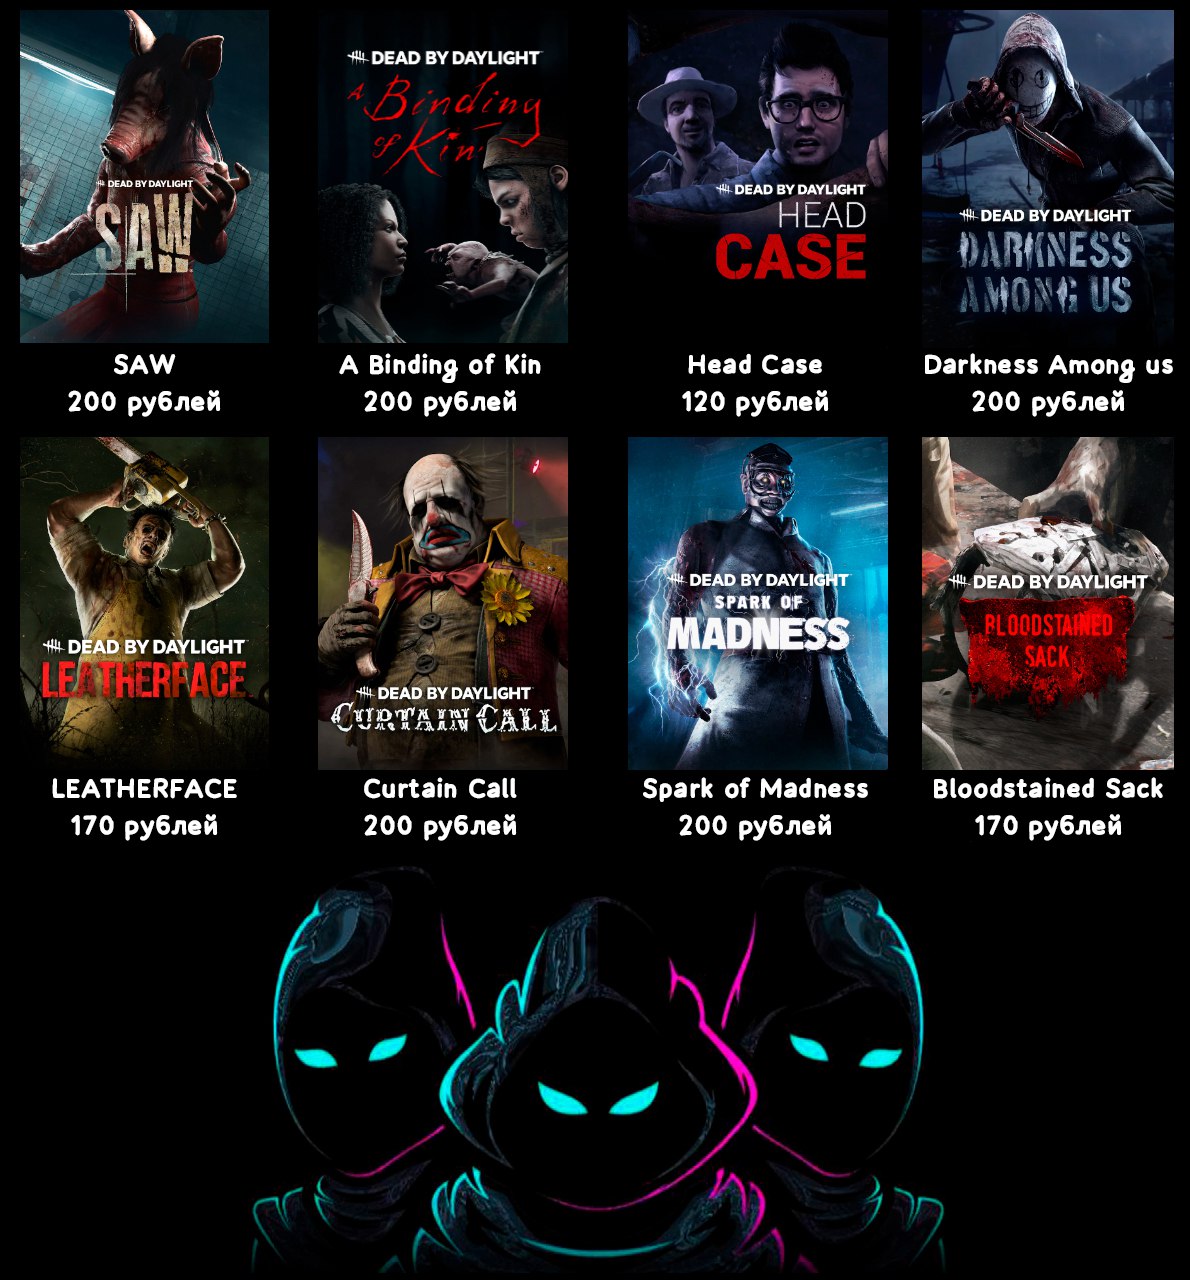 DEAD BY DAYLIGHT
SAW
DEAD BY DAYLIGHT
A Binding
of Kin
DEAD BY DAYLIGHT
HEAD
CASE
DEAD BY DAYLIGHT
DARKNESS
AMONG US
SAW
200 рублей
A Binding of Kin
200 рублей
Head Case
120 рублей
Darkness Among us
200 рублей
DEAD BY DAYLIGHT
LEATHERFACE
DEAD BY DAYLIGHT
CURTAIN CALL
DEAD BY DAYLIGHT
SPARK OF
MADNESS
DEAD BY DAYLIGHT
BLOODSTAINED
SACK
LEATHERFACE
170 рублей
Curtain Call
200 рублей
Spark of Madness
200 рублей
Bloodstained Sack
170 рублей